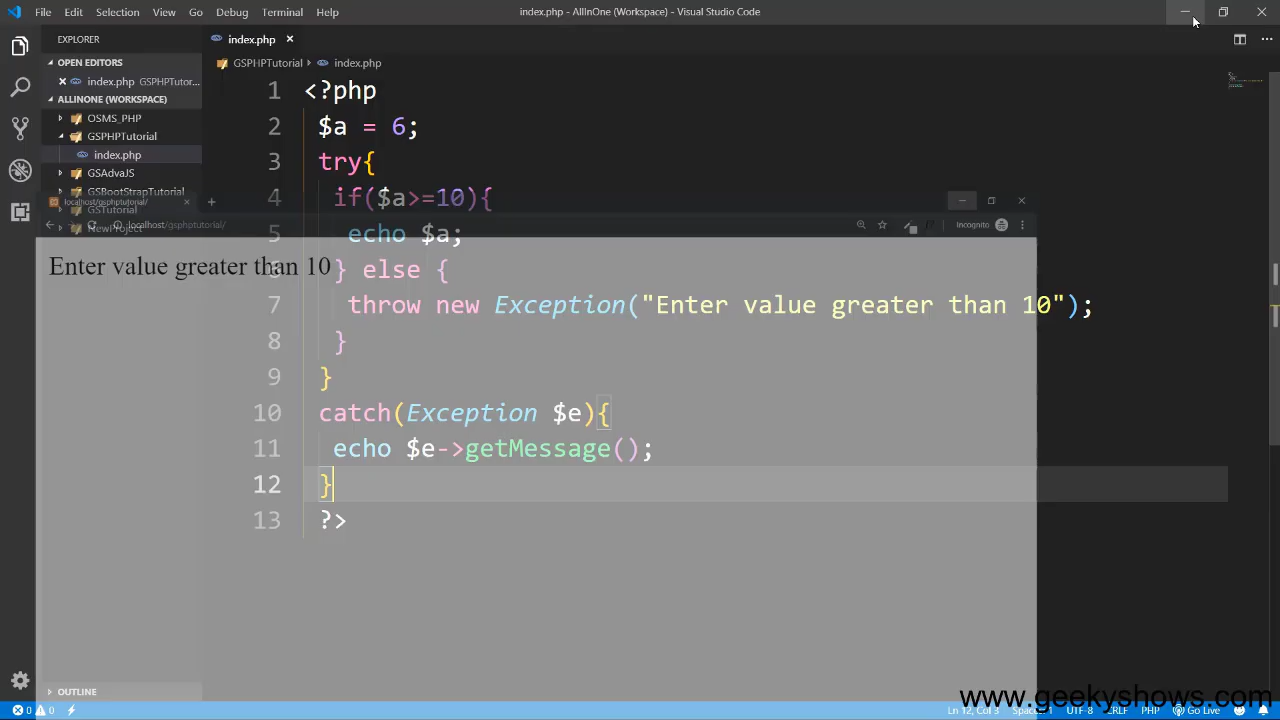 File Edit Selection View Go Debug Terminal Help
index.php - AllInOne (Workspace) - Visual Studio Code
EXPLORER
OPEN EDITORS
index.php GSPHPTutor...
ALLINONE (WORKSPACE)
OSMS_PHP
GSPHPTutorial
index.php
GSAdvaJS
GSBootStrapTutorial
GSTutorial
NewProject
OUTLINE
index.php
GSPHPTutorial index.php
1 <?php
2 $a = 6;
3 try{
4 if($a>=10){
5 echo $a;
6 } else {
7 throw new Exception("Enter value greater than 10");
8 }
9 }
10 catch(Exception $e){
11 echo $e->getMessage();
12 }
13 ?>
localhost/gsphptutorial/
localhost/gsphptutorial/
Incognito
Enter value greater than 10
www.geekyshows.com
0 0
Ln 12, Col 3 Spaces: 1 UTF-8 CRLF PHP Go Live